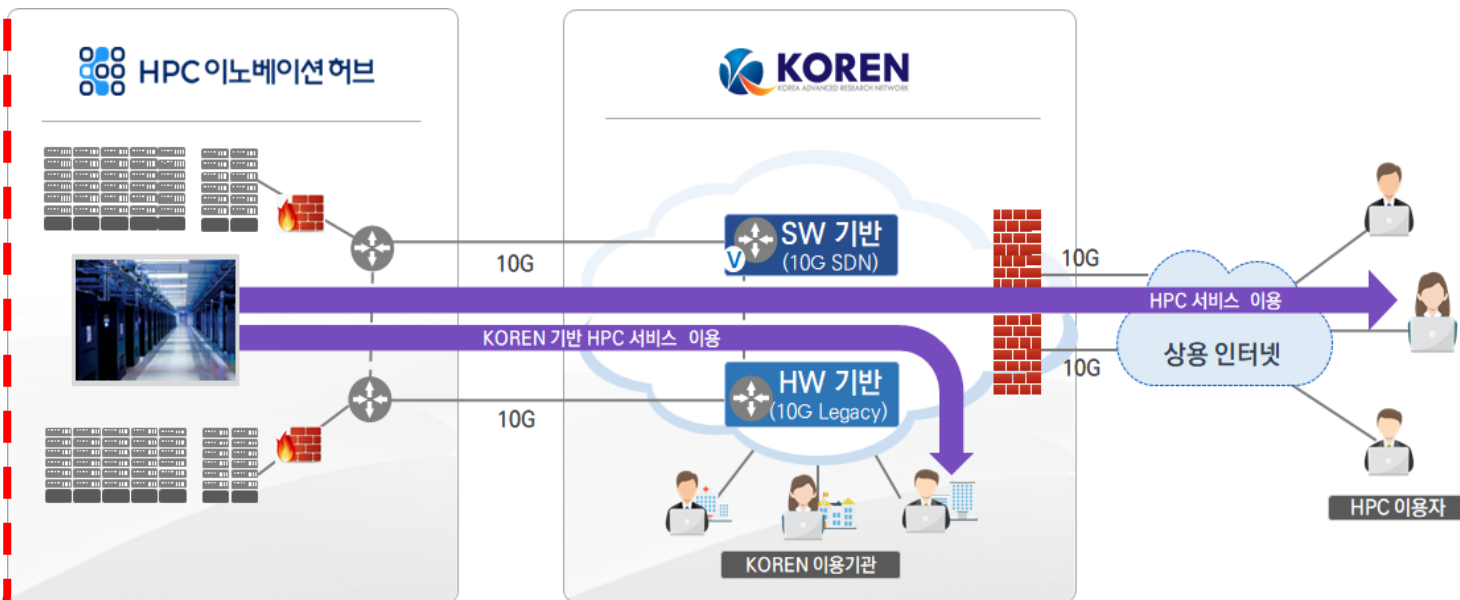 HPC 이노베이션 허브
KOREN
KOREA ADVANCED RESEARCH NETWORK
10G
SW 기반
(10G SDN)
V
10G
HPC 서비스 이용
KOREN 기반 HPC 서비스 이용
상용 인터넷
10G
HW 기반
(10G Legacy)
10G
HPC 이용자
KOREN 이용기관